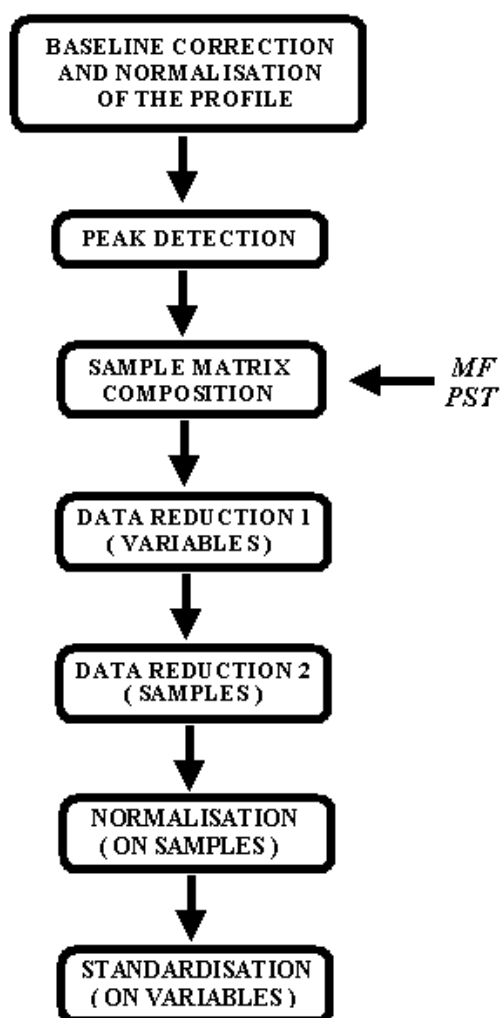 BASELINE CORRECTION
AND NORMALISATION
OF THE PROFILE
PEAK DETECTION
SAMPLE MATRIX
COMPOSITION
MF
PST
DATA REDUCTION 1
( VARIABLES )
DATA REDUCTION 2
( SAMPLES )
NORMALISATION
( ON SAMPLES )
STANDARDISATION
( ON VARIABLES )